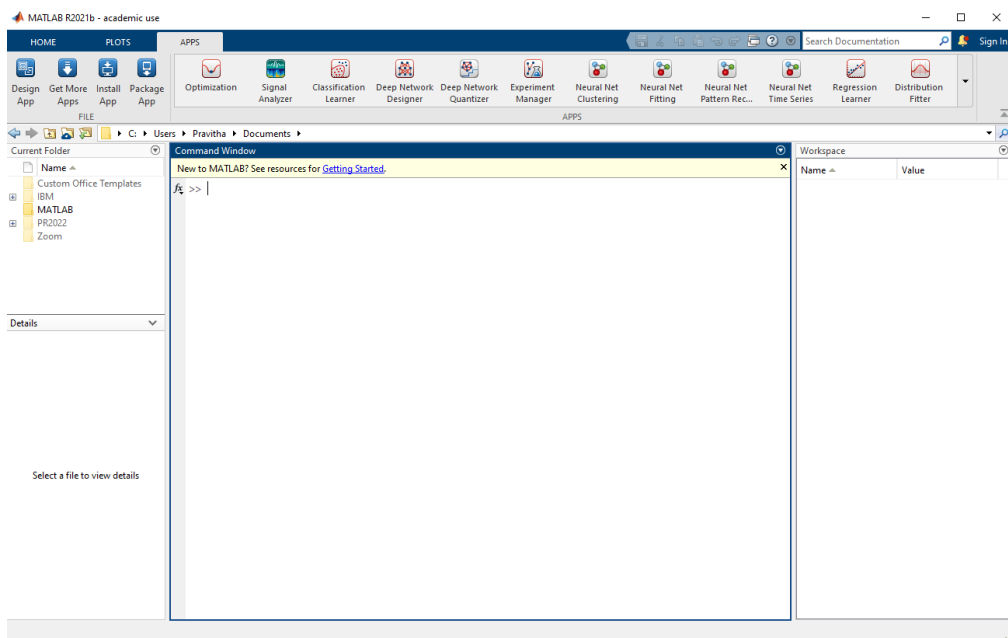 MATLAB R2021b - academic use
HOME PLOTS APPS
Search Documentation
Sign In
Design App
Get More Apps
Install App
Package App
Optimization
Signal Analyzer
Classification Learner
Deep Network Designer
Deep Network Quantizer
Experiment Manager
Neural Net Clustering
Neural Net Fitting
Neural Net Pattern Rec...
Neural Net Time Series
Regression Learner
Distribution Fitter
FILE
APPS
C: Users Pravitha Documents
Current Folder
Name
Custom Office Templates
IBM
MATLAB
PR2022
Zoom
Details
Select a file to view details
Command Window
New to MATLAB? See resources for Getting Started.
fx >>
Workspace
Name Value